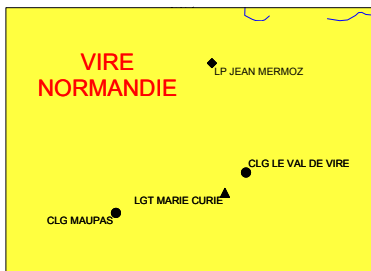 VIRE
NORMANDIE
LP JEAN MERMOZ
CLG LE VAL DE VIRE
LGT MARIE CURIE
CLG MAUPAS